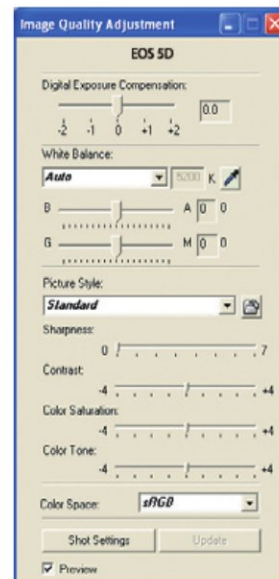 Image Quality Adjustment
EOS 5D
Digital Exposure Compensation:
0.0
-2 -1 0 +1 +2
White Balance:
Auto 5200 K
B A 0 0
G M 0 0
Picture Style:
Standard
Sharpness:
0 7
Contrast:
-4 +4
Color Saturation:
-4 +4
Color Tone:
-4 +4
Color Space: sRGB
Shot Settings Update
Preview